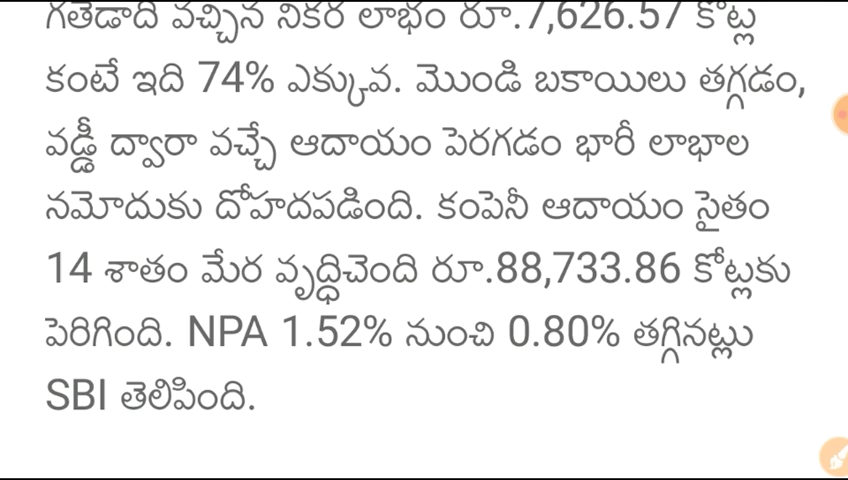 గతేడాది వచ్చిన నికర లాభం రూ.7,626.57 కోట్ల
కంటే ఇది 74% ఎక్కువ. మొండి బకాయిలు తగ్గడం,
వడ్డీ ద్వారా వచ్చే ఆదాయం పెరగడం భారీ లాభాల
నమోదుకు దోహదపడింది. కంపెనీ ఆదాయం సైతం
14 శాతం మేర వృద్ధిచెంది రూ.88,733.86 కోట్లకు
పెరిగింది. NPA 1.52% నుంచి 0.80% తగ్గినట్లు
SBI తెలిపింది.